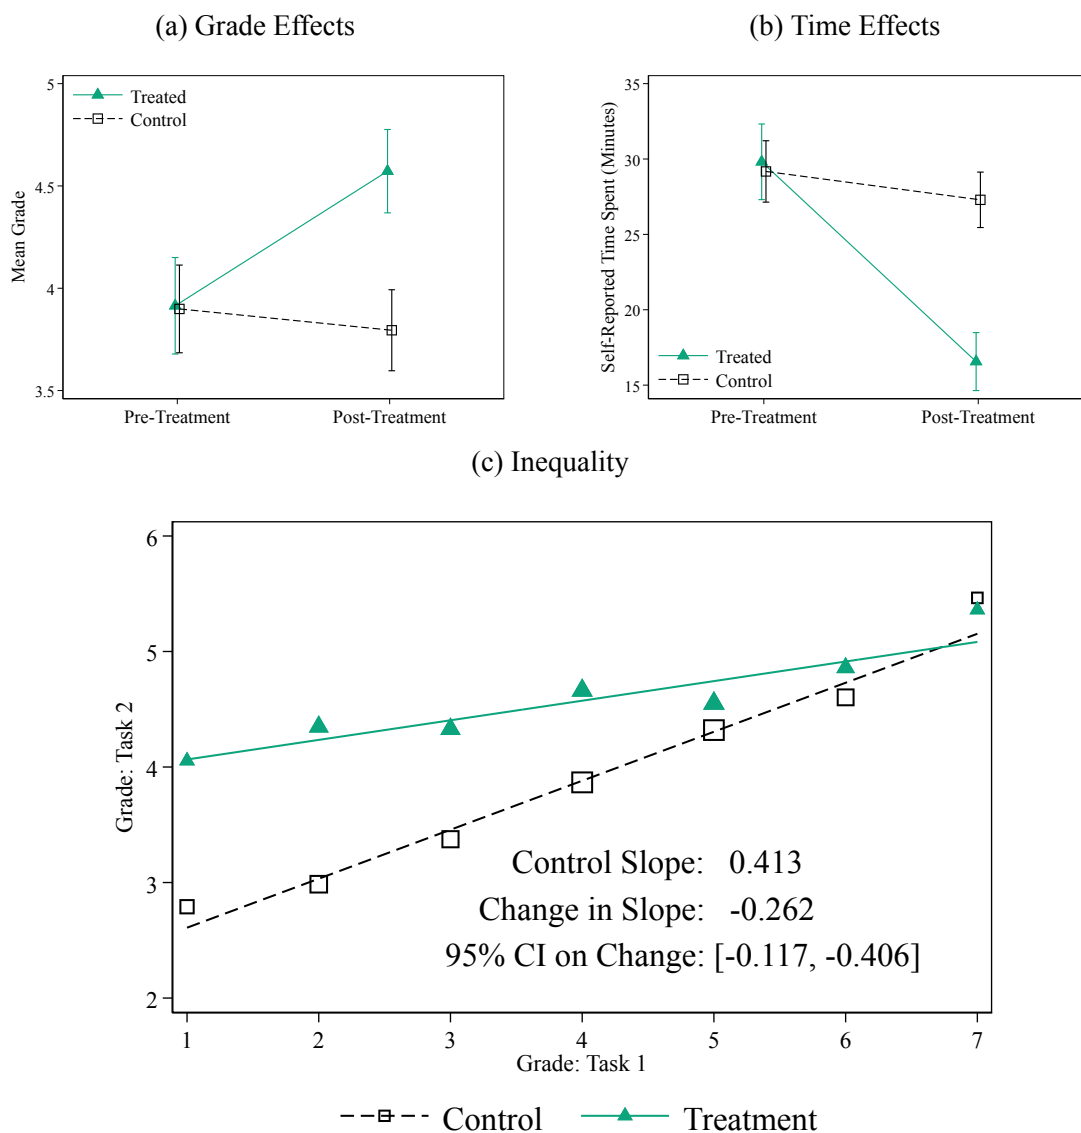 (a) Grade Effects
(b) Time Effects
Treated
Control
Mean Grade
5
4.5
4
3.5
Pre-Treatment
Post-Treatment
Treated
Control
Self-Reported Time Spent (Minutes)
35
30
25
20
15
Pre-Treatment
Post-Treatment
(c) Inequality
Grade: Task 2
6
5
4
3
2
Control Slope: 0.413
Change in Slope: -0.262
95% CI on Change: [-0.117, -0.406]
1 2 3 4 5 6 7
Grade: Task 1
Control
Treatment